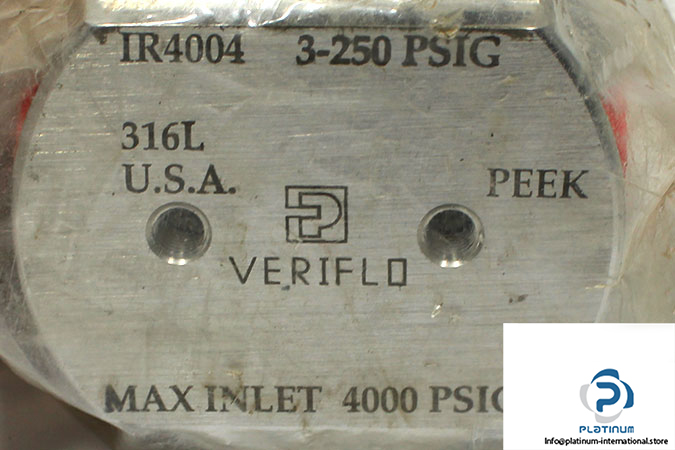 IR4004 3-250 PSIG
316L
U.S.A.
PEEK
VERIFLO
MAX INLET 4000 PSIG
PLATINUM
Info@platinum-international.store